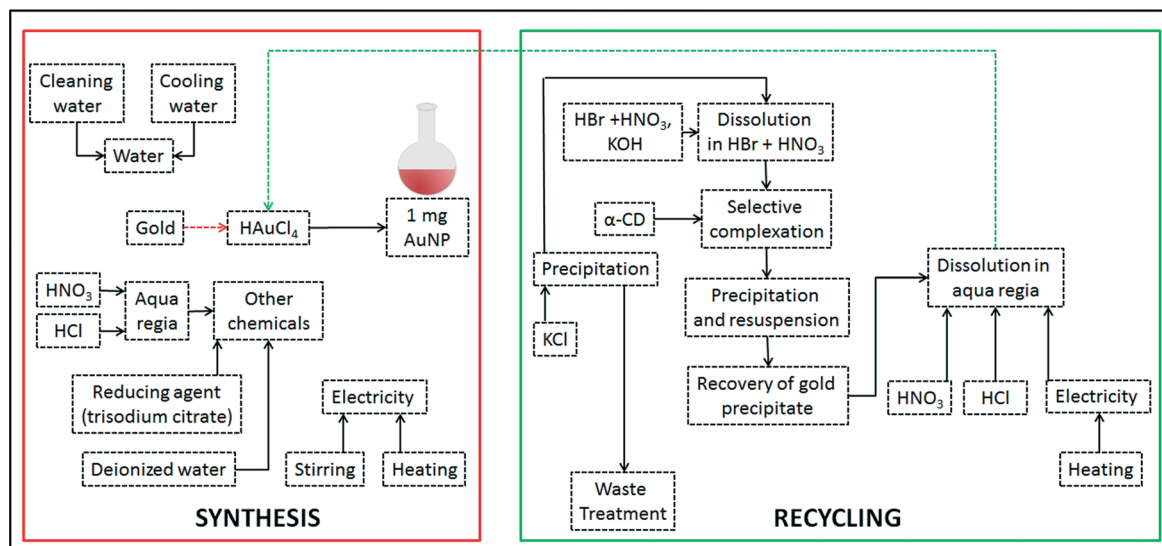 Cleaning
water
Cooling
water
Water
Gold
HAuCl₄
1 mg
AuNP
HNO₃
HCl
Aqua
regia
Other
chemicals
Reducing agent
(trisodium citrate)
Deionized water
Electricity
Stirring
Heating
SYNTHESIS
HBr +HNO₃,
KOH
Dissolution
in HBr + HNO₃
α-CD
Selective
complexation
Precipitation
KCl
Precipitation
and resuspension
Recovery of gold
precipitate
Dissolution in
aqua regia
HNO₃
HCl
Electricity
Heating
Waste
Treatment
RECYCLING